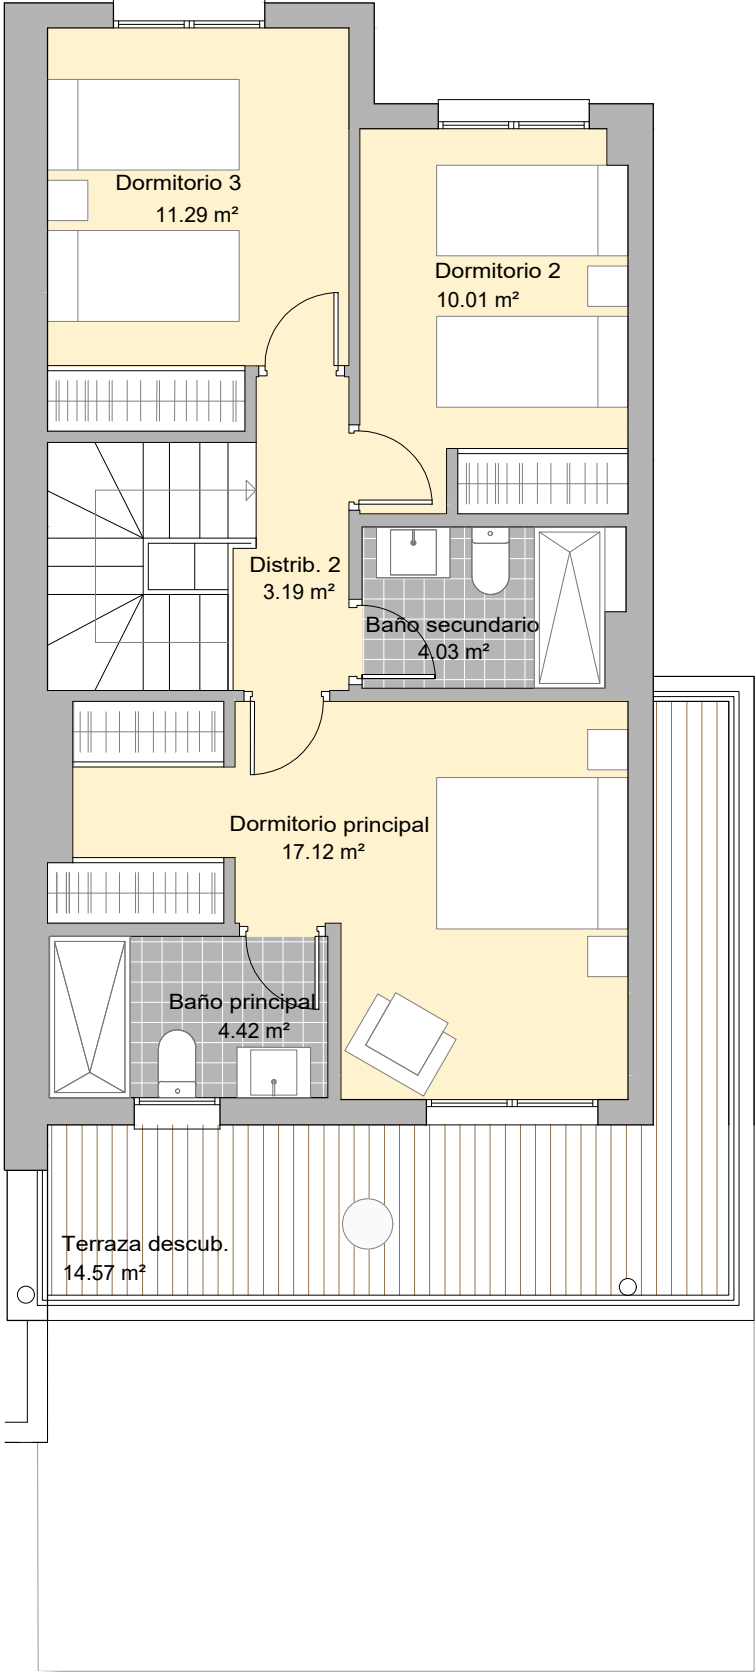 Dormitorio 3
11.29 m²
Dormitorio 2
10.01 m²
Distrib. 2
3.19 m²
Baño secundario
4.03 m²
Dormitorio principal
17.12 m²
Baño principal
4.42 m²
Terraza descub.
14.57 m²